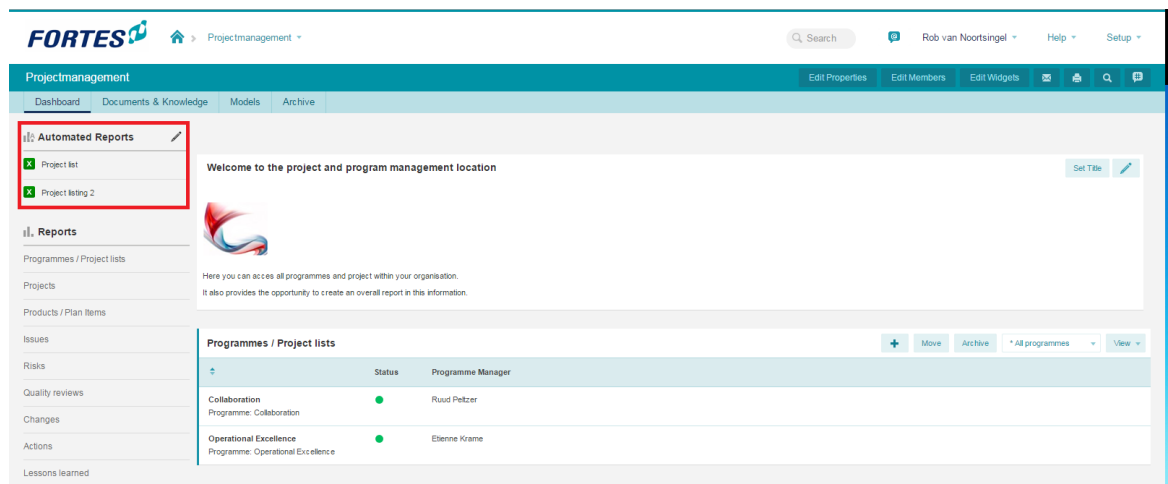 FORTES
Projectmanagement
Search
Rob van Noortsingel
Help
Setup
Projectmanagement
Edit Properties
Edit Members
Edit Widgets
Dashboard
Documents & Knowledge
Models
Archive
Automated Reports
Project list
Project listing 2
Reports
Programmes / Project lists
Projects
Products / Plan Items
Issues
Risks
Quality reviews
Changes
Actions
Lessons learned
Welcome to the project and program management location
Set Title
Here you can acces all programmes and project within your organisation.
It also provides the opportunity to create an overall report in this information.
Programmes / Project lists
Move
Archive
* All programmes
View
Status
Programme Manager
Collaboration
Ruud Peltzer
Programme: Collaboration
Operational Excellence
Etienne Krame
Programme: Operational Excellence